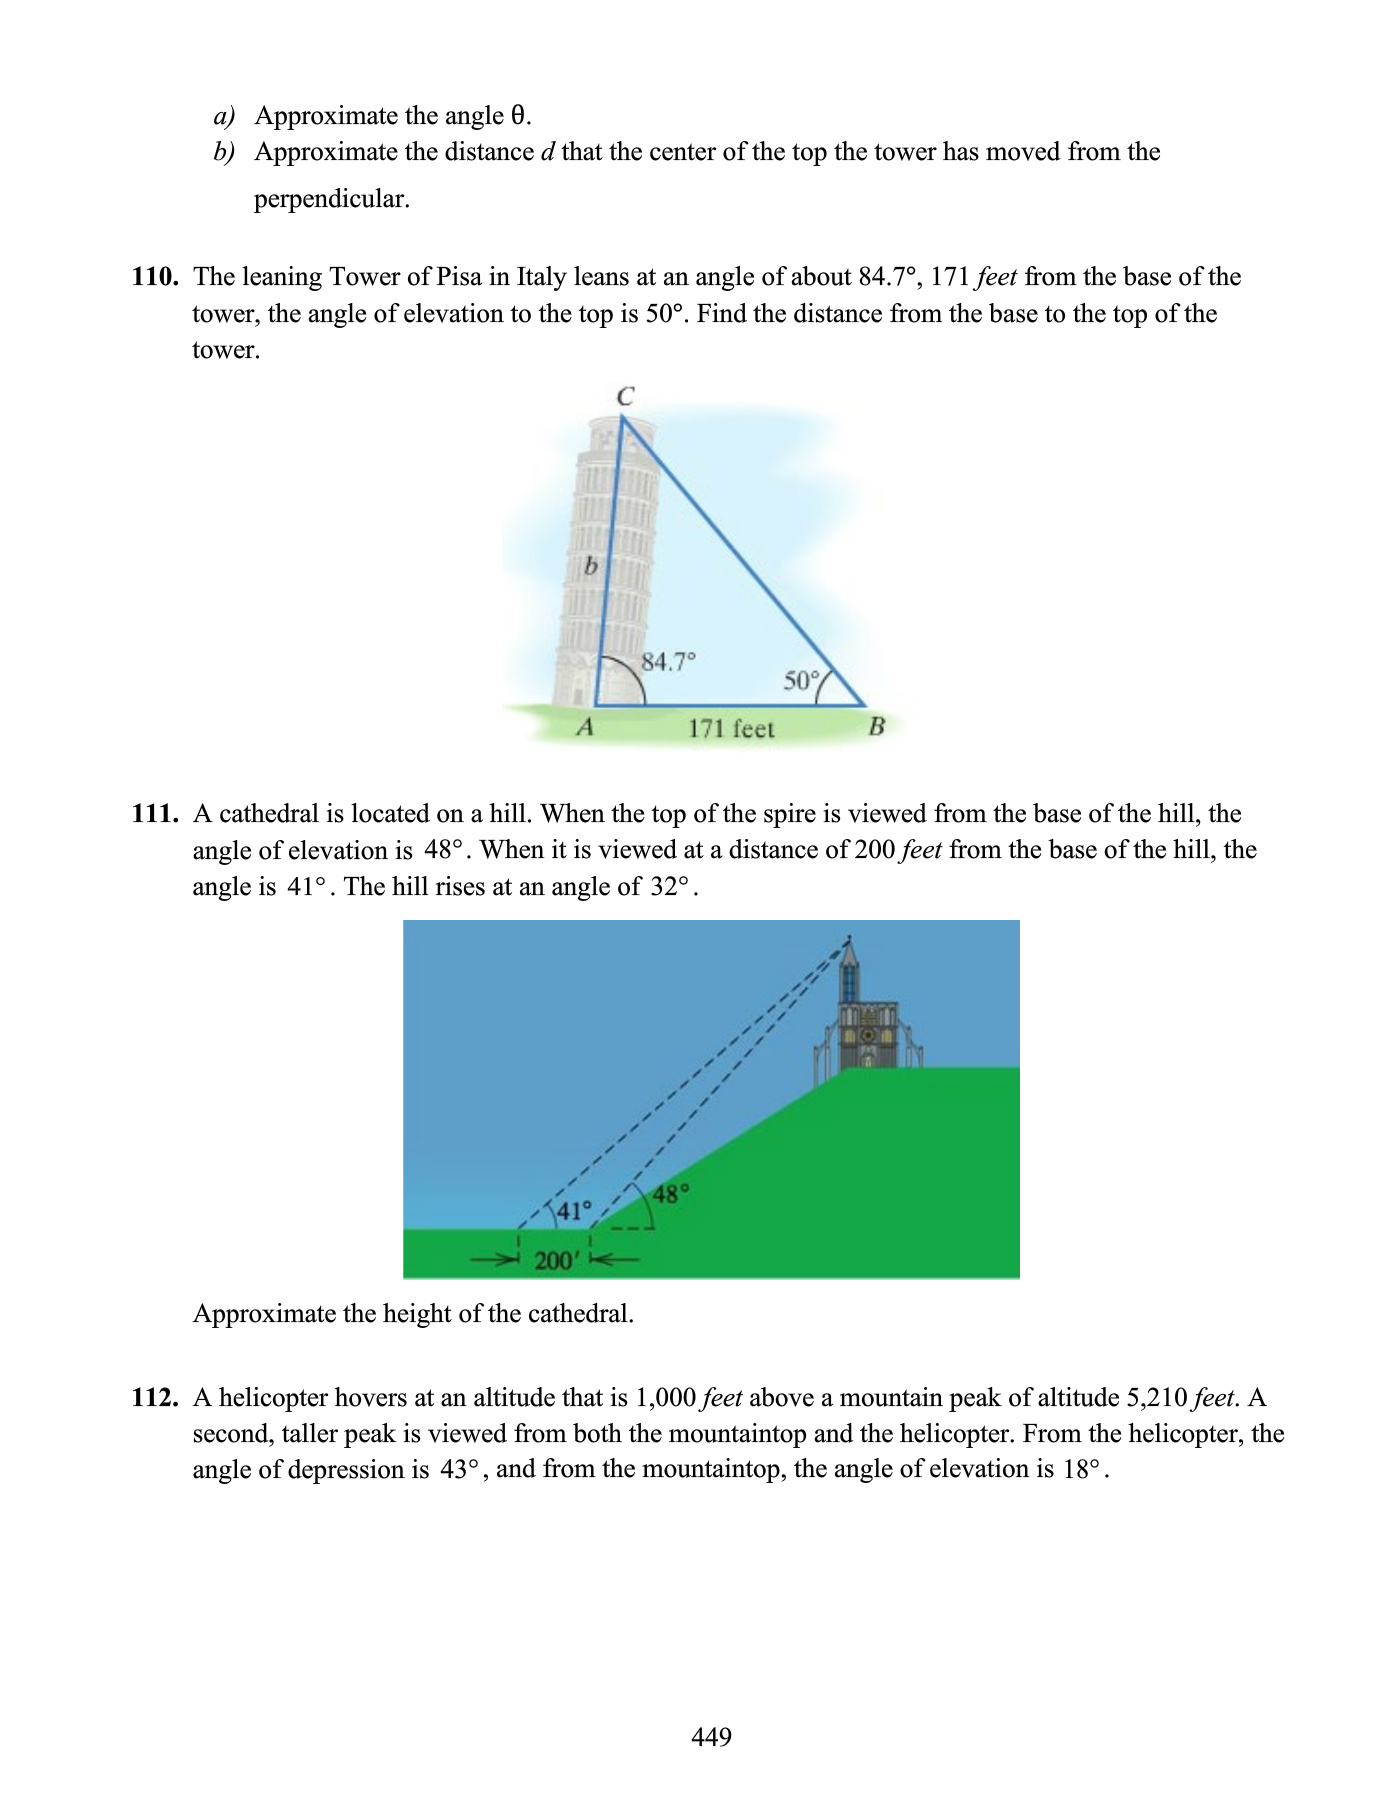 a) Approximate the angle θ.
b) Approximate the distance d that the center of the top the tower has moved from the
perpendicular.
110. The leaning Tower of Pisa in Italy leans at an angle of about 84.7°, 171 feet from the base of the
tower, the angle of elevation to the top is 50°. Find the distance from the base to the top of the
tower.
C
b
84.7°
50°
A
171 feet
B
111. A cathedral is located on a hill. When the top of the spire is viewed from the base of the hill, the
angle of elevation is 48°. When it is viewed at a distance of 200 feet from the base of the hill, the
angle is 41°. The hill rises at an angle of 32°.
48°
41°
200′
Approximate the height of the cathedral.
112. A helicopter hovers at an altitude that is 1,000 feet above a mountain peak of altitude 5,210 feet. A
second, taller peak is viewed from both the mountaintop and the helicopter. From the helicopter, the
angle of depression is 43°, and from the mountaintop, the angle of elevation is 18°.
449